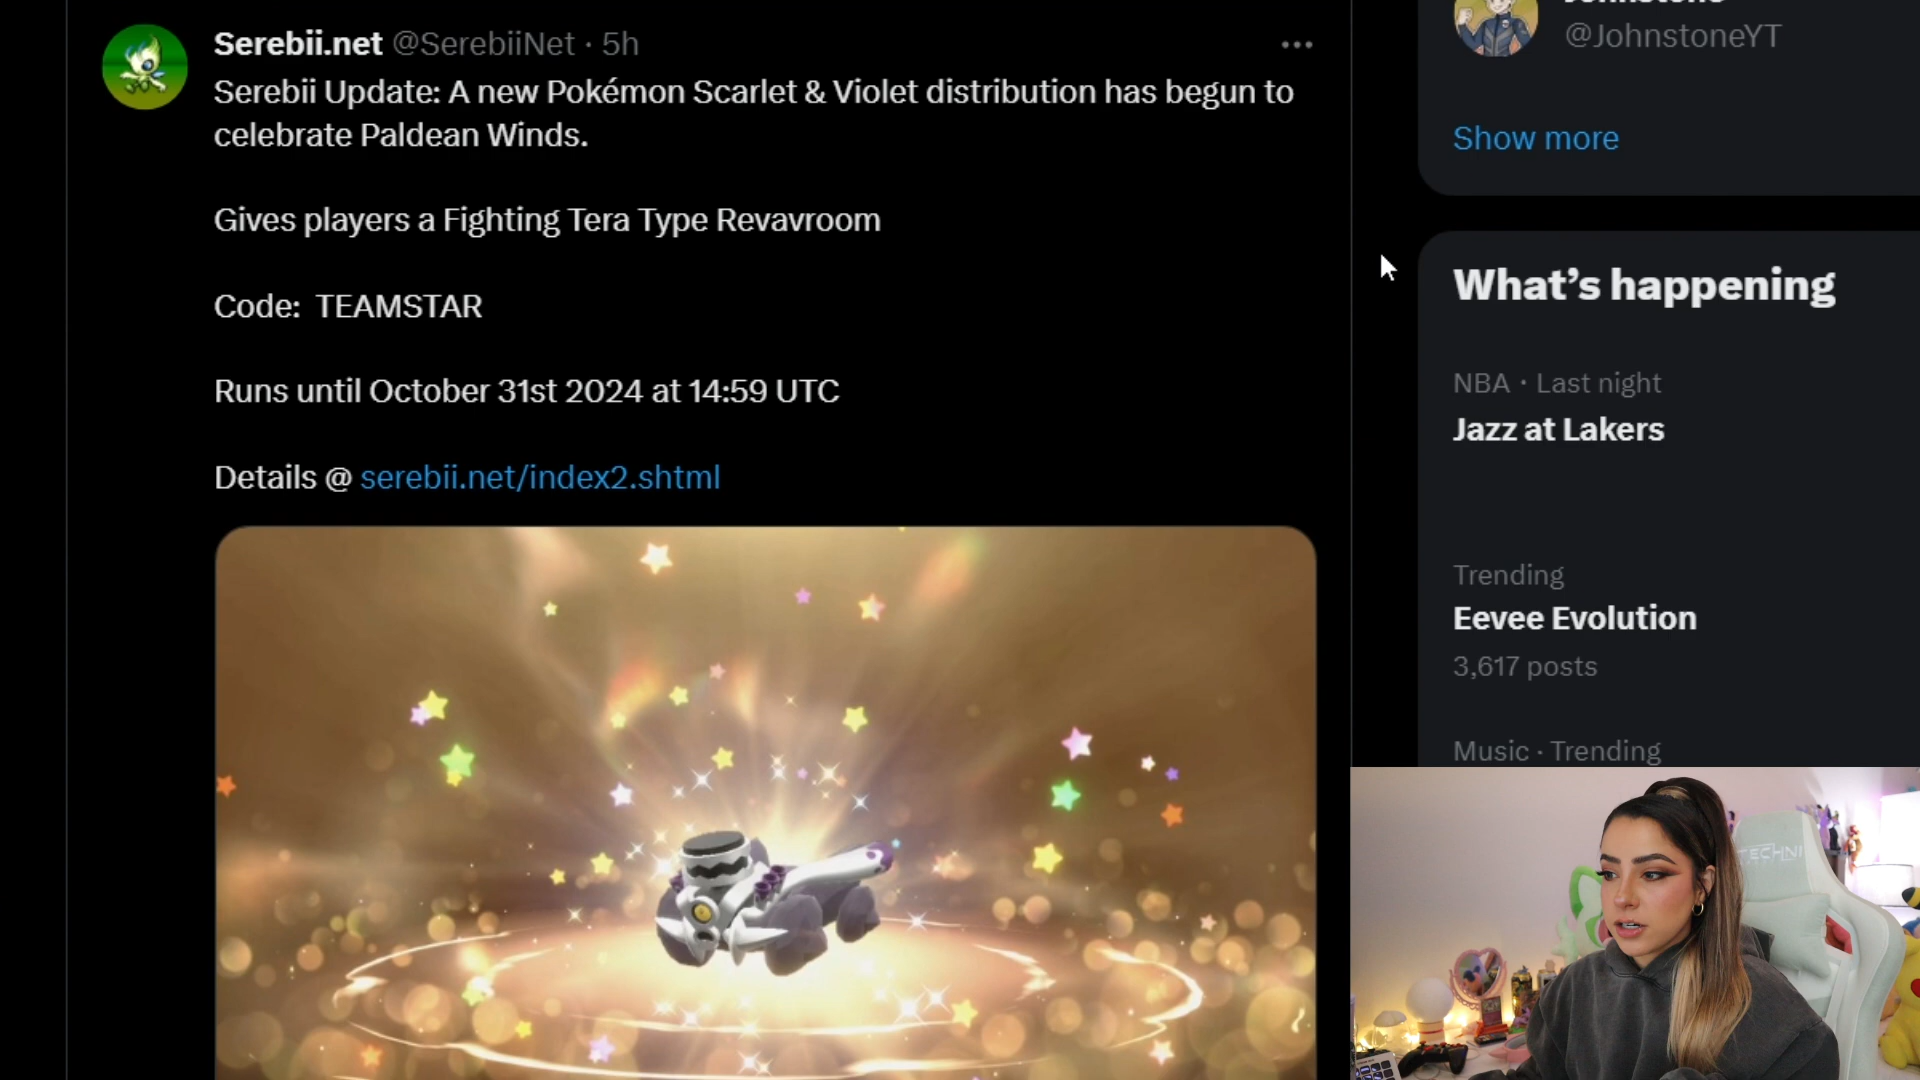 Serebii.net @SerebiiNet · 5h
Serebii Update: A new Pokémon Scarlet & Violet distribution has begun to
celebrate Paldean Winds.
Gives players a Fighting Tera Type Revavroom
Code: TEAMSTAR
Runs until October 31st 2024 at 14:59 UTC
Details @ serebii.net/index2.shtml
@JohnstoneYT
Show more
What’s happening
NBA · Last night
Jazz at Lakers
Trending
Eevee Evolution
3,617 posts
Music · Trending